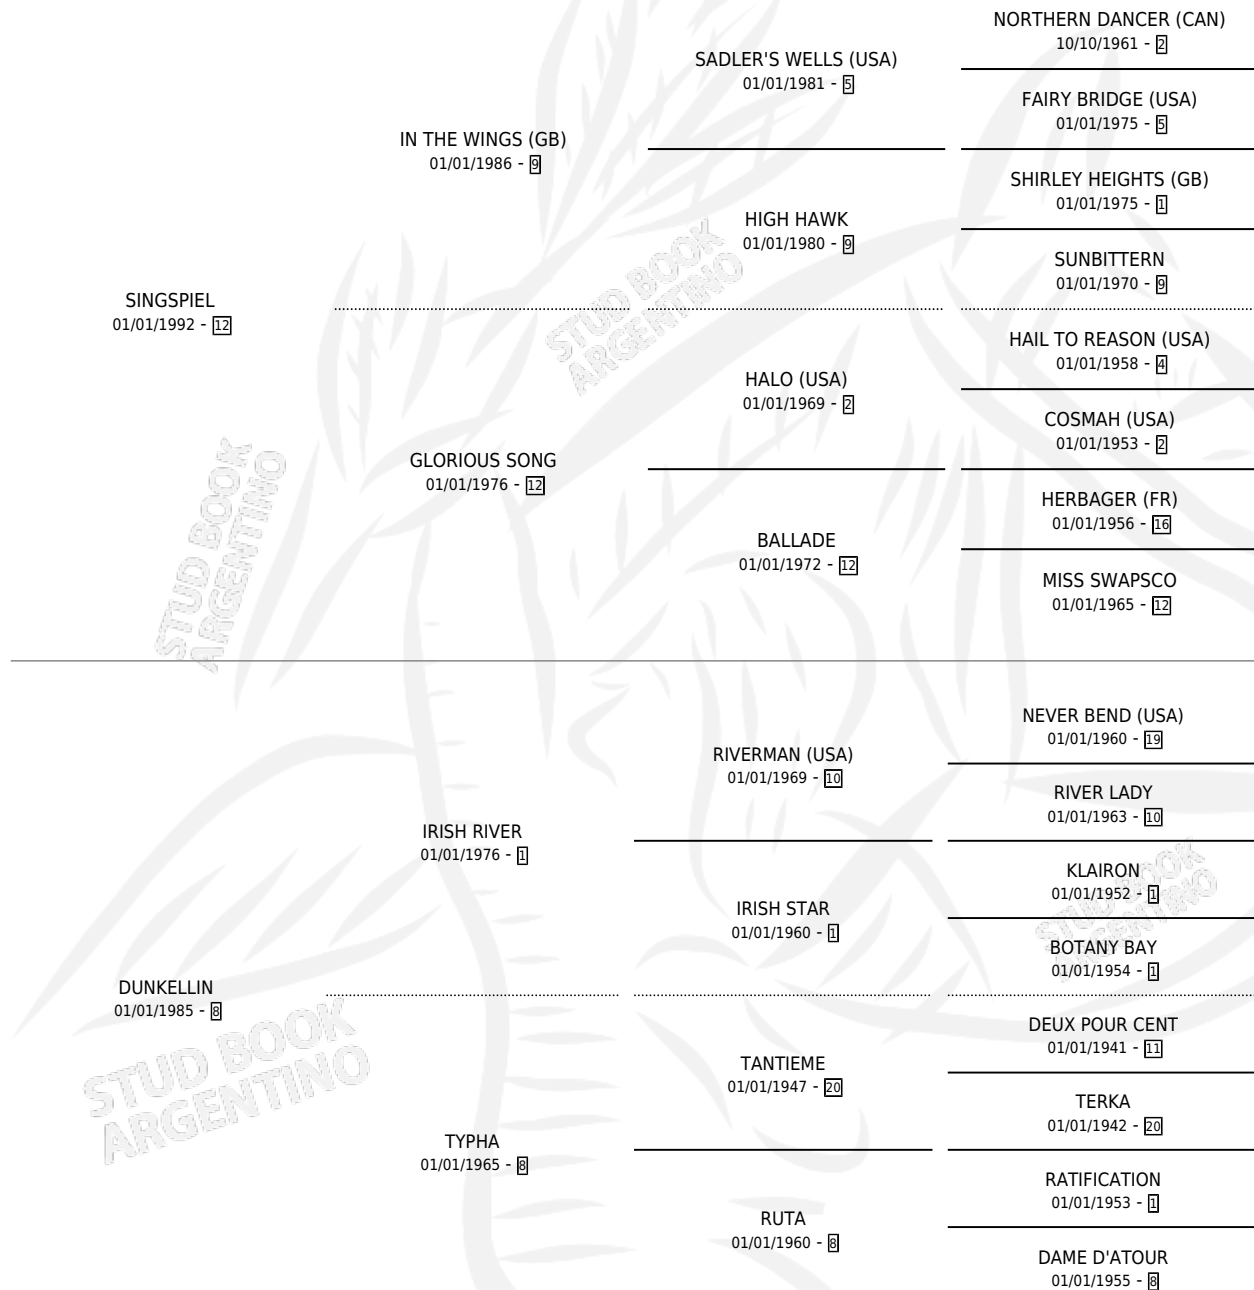 NORTHERN DANCER (CAN)
10/10/1961 - 2
SADLER'S WELLS (USA)
01/01/1981 - 5
FAIRY BRIDGE (USA)
01/01/1975 - 5
IN THE WINGS (GB)
01/01/1986 - 9
SHIRLEY HEIGHTS (GB)
01/01/1975 - 1
HIGH HAWK
01/01/1980 - 9
SUNBITTERN
01/01/1970 - 9
SINGSPIEL
01/01/1992 - 12
STUD BOOK
ARGENTINO
HAIL TO REASON (USA)
01/01/1958 - 4
HALO (USA)
01/01/1969 - 2
COSMAH (USA)
01/01/1953 - 2
GLORIOUS SONG
01/01/1976 - 12
HERBAGER (FR)
01/01/1956 - 16
BALLADE
01/01/1972 - 12
MISS SWAPSCO
01/01/1965 - 12
STUD BOOK
ARGENTINO
NEVER BEND (USA)
01/01/1960 - 19
RIVERMAN (USA)
01/01/1969 - 10
RIVER LADY
01/01/1963 - 10
IRISH RIVER
01/01/1976 - 1
KLAIRON
01/01/1952 - 1
IRISH STAR
01/01/1960 - 1
BOTANY BAY
01/01/1954 - 1
STUD BOOK
ARGENTINO
DUNKELLIN
01/01/1985 - 8
DEUX POUR CENT
01/01/1941 - 11
TANTIEME
01/01/1947 - 20
TERKA
01/01/1942 - 20
STUD BOOK
ARGENTINO
TYPHA
01/01/1965 - 8
RATIFICATION
01/01/1953 - 1
RUTA
01/01/1960 - 8
DAME D'ATOUR
01/01/1955 - 8